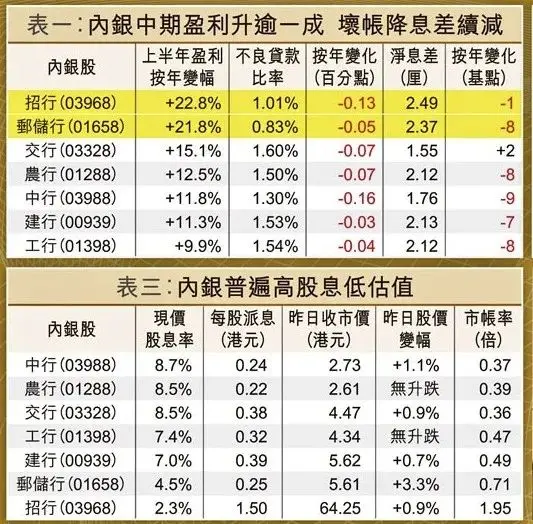 表一：內銀中期盈利升逾一成 壞帳降息差續減
內銀股 上半年盈利按年變幅 不良貸款比率 按年變化(百分點) 淨息差(厘) 按年變化(基點)
招行(03968) +22.8% 1.01% -0.13 2.49 -1
郵儲行(01658) +21.8% 0.83% -0.05 2.37 -8
交行(03328) +15.1% 1.60% -0.07 1.55 +2
農行(01288) +12.5% 1.50% -0.07 2.12 -8
中行(03988) +11.8% 1.30% -0.16 1.76 -9
建行(00939) +11.3% 1.53% -0.03 2.13 -7
工行(01398) +9.9% 1.54% -0.04 2.12 -8
表三：內銀普遍高股息低估值
內銀股 現價股息率 每股派息(港元) 昨日收市價(港元) 昨日股價變幅 市帳率(倍)
中行(03988) 8.7% 0.24 2.73 +1.1% 0.37
農行(01288) 8.5% 0.22 2.61 無升跌 0.39
交行(03328) 8.5% 0.38 4.47 +0.9% 0.36
工行(01398) 7.4% 0.32 4.34 無升跌 0.47
建行(00939) 7.0% 0.39 5.62 +0.7% 0.49
郵儲行(01658) 4.5% 0.25 5.61 +3.3% 0.71
招行(03968) 2.3% 1.50 64.25 +0.9% 1.95